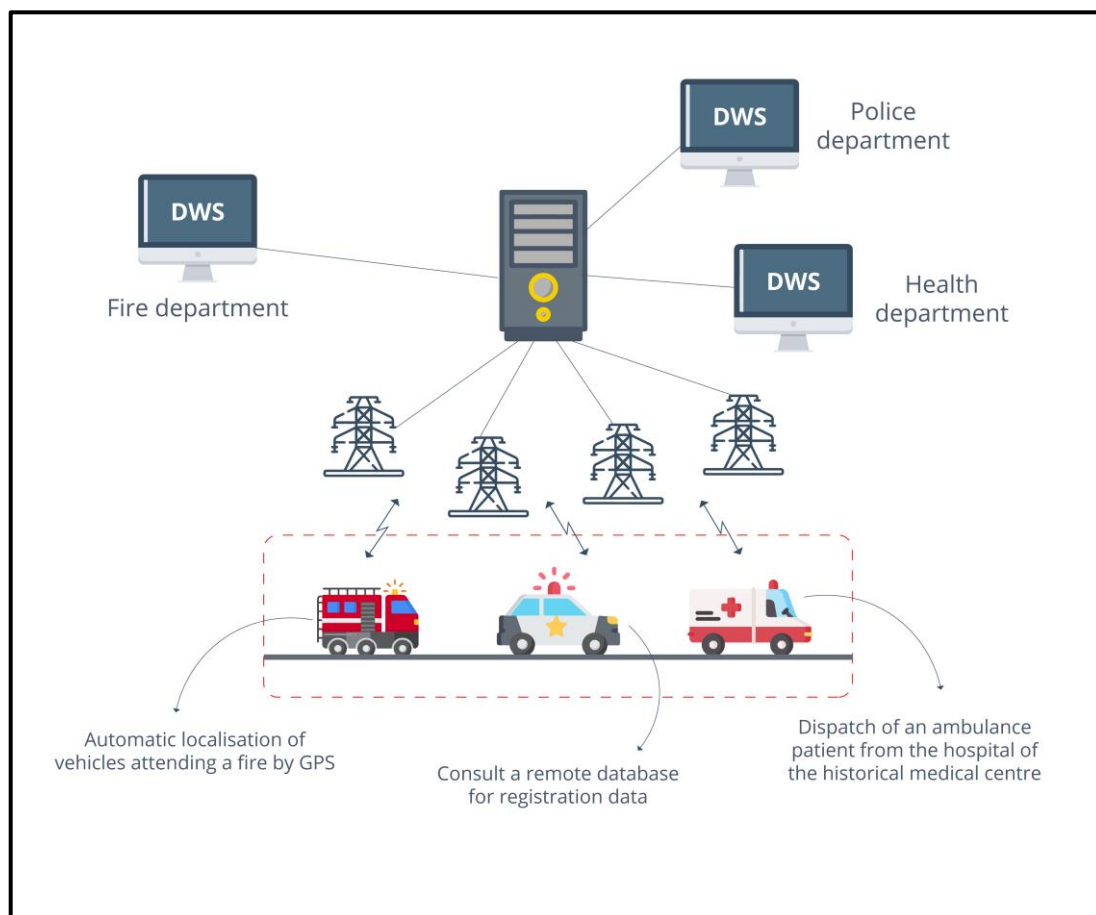 DWS
Police
department
DWS
Fire department
DWS
Health
department
Automatic localisation of
vehicles attending a fire by GPS
Consult a remote database
for registration data
Dispatch of an ambulance
patient from the hospital of
the historical medical centre